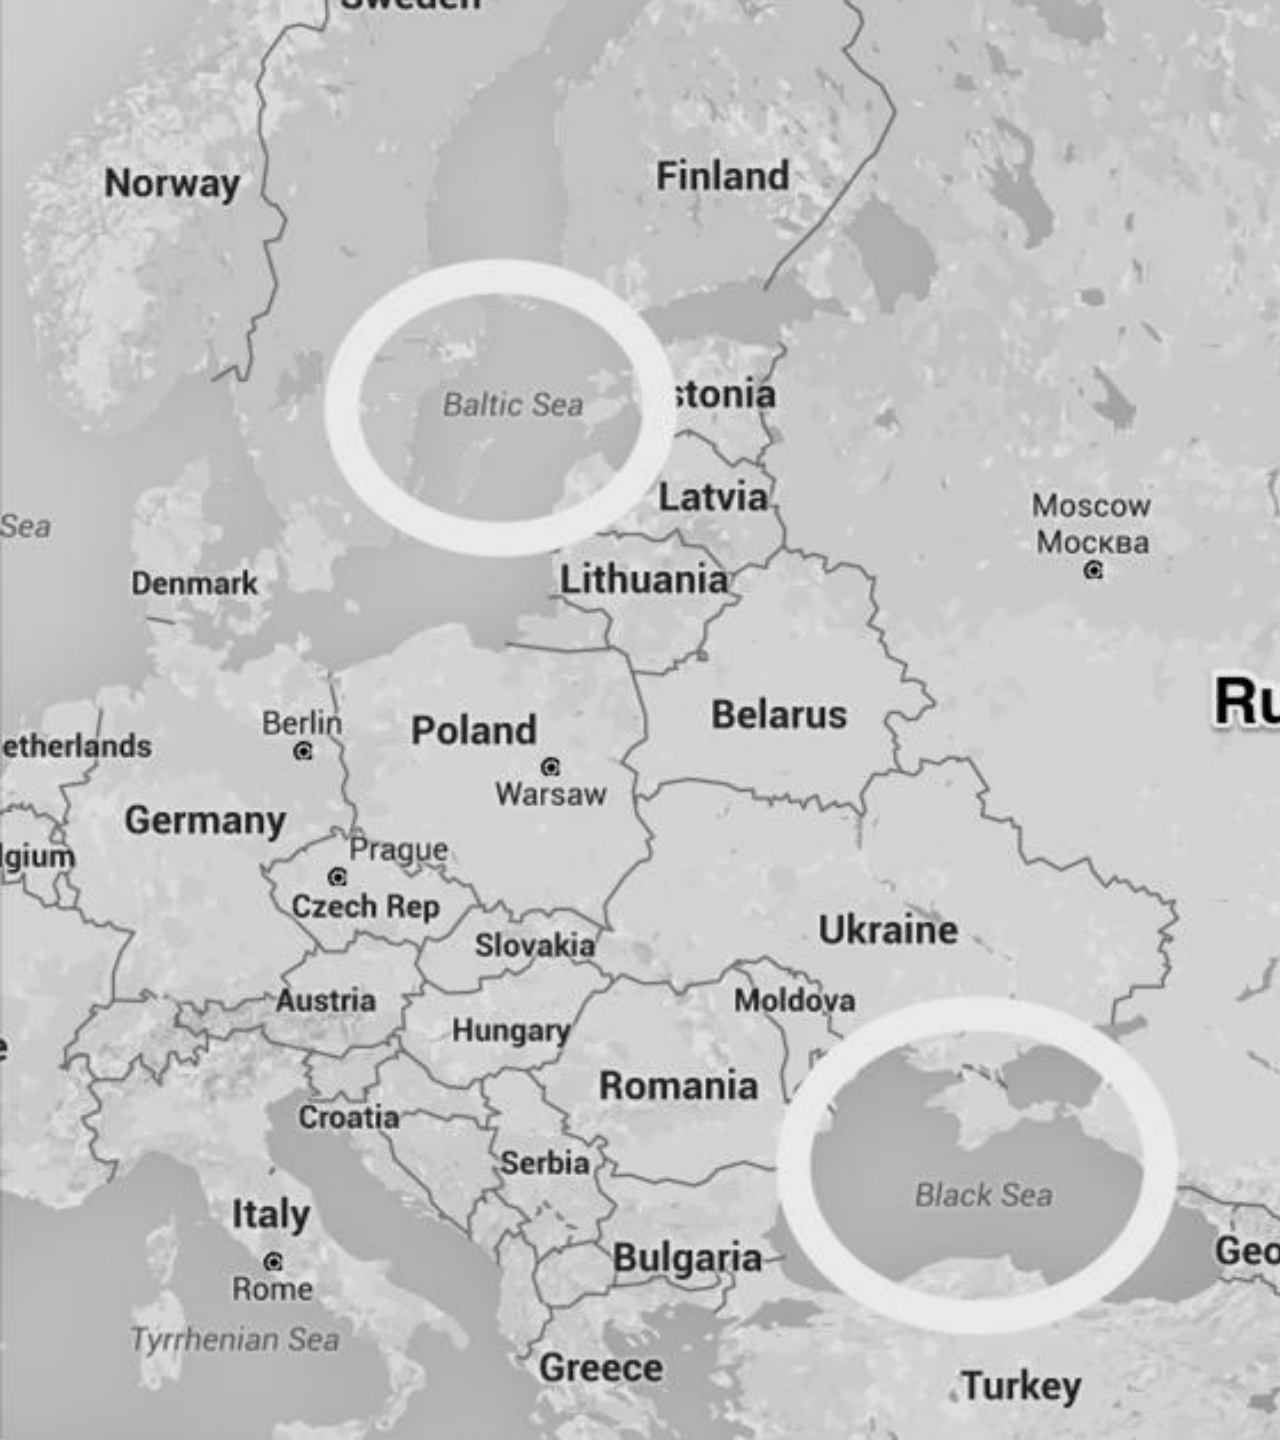 Sweden
Norway
Finland
Baltic Sea
stonia
Latvia
Moscow
Москва
Sea
Denmark
Lithuania
Ru
Belarus
Berlin
Poland
etherlands
Warsaw
Germany
Prague
lgium
Czech Rep
Ukraine
Slovakia
Austria
Moldova
Hungary
e
Romania
Croatia
Serbia
Black Sea
Italy
Bulgaria
Geo
Rome
Tyrrhenian Sea
Greece
Turkey